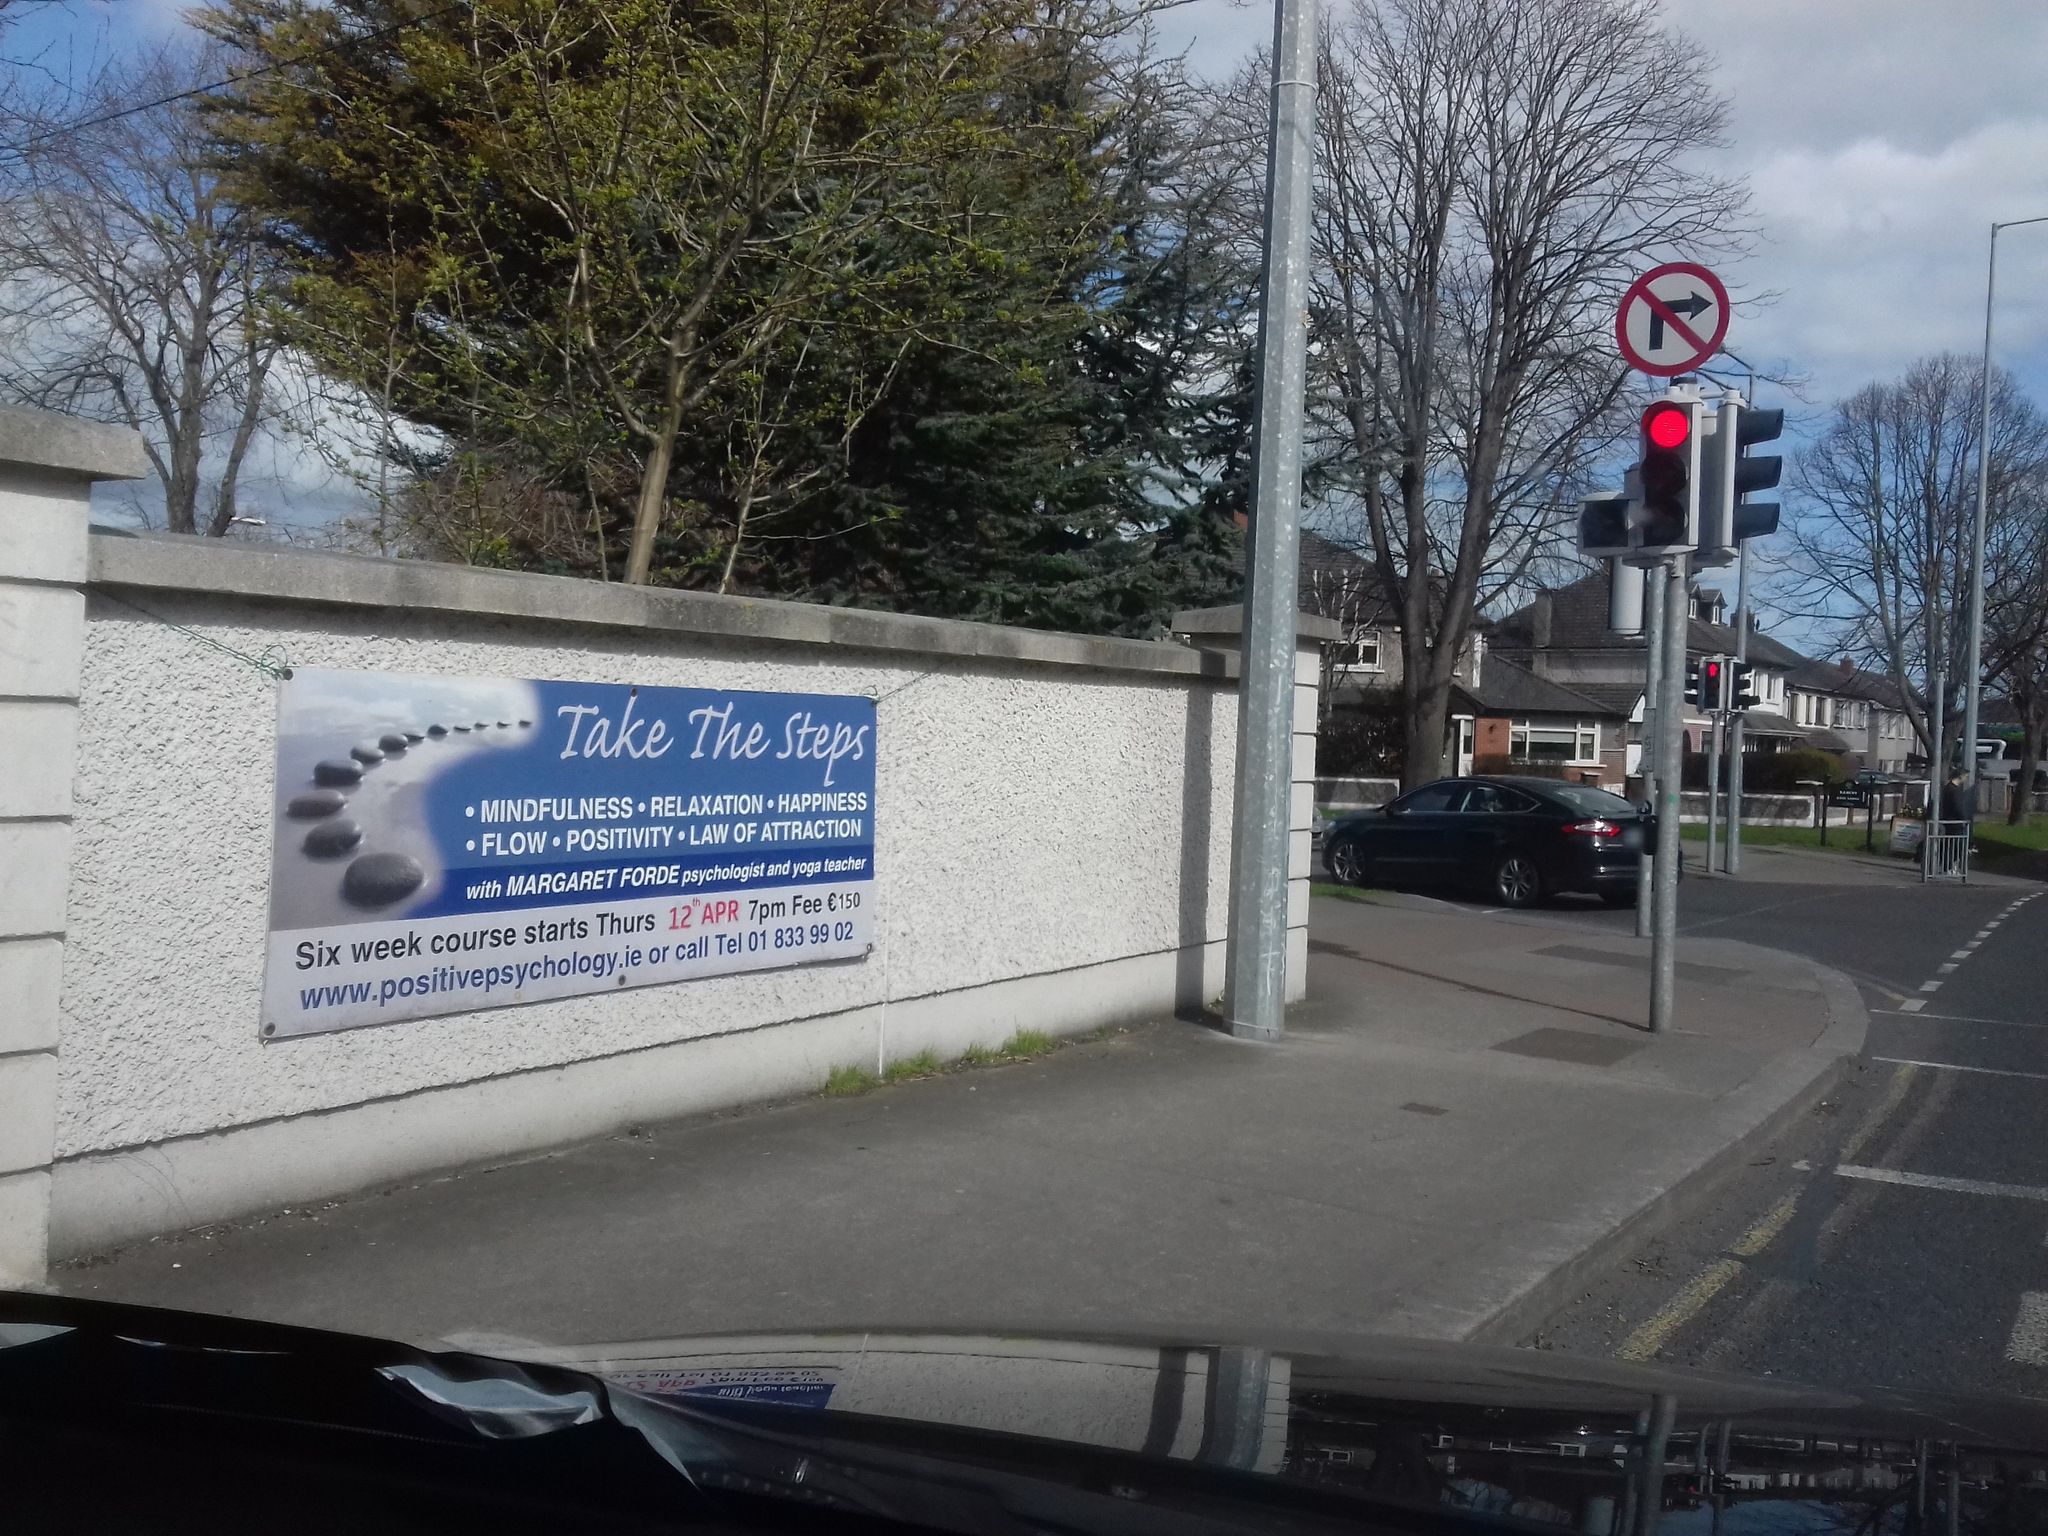 Take The Steps
• MINDFULNESS • RELAXATION • HAPPINESS
• FLOW • POSITIVITY • LAW OF ATTRACTION
with MARGARET FORDE psychologist and yoga teacher
Six week course starts Thurs 12th APR 7pm Fee €150
www.positivepsychology.ie or call Tel 01 833 99 02